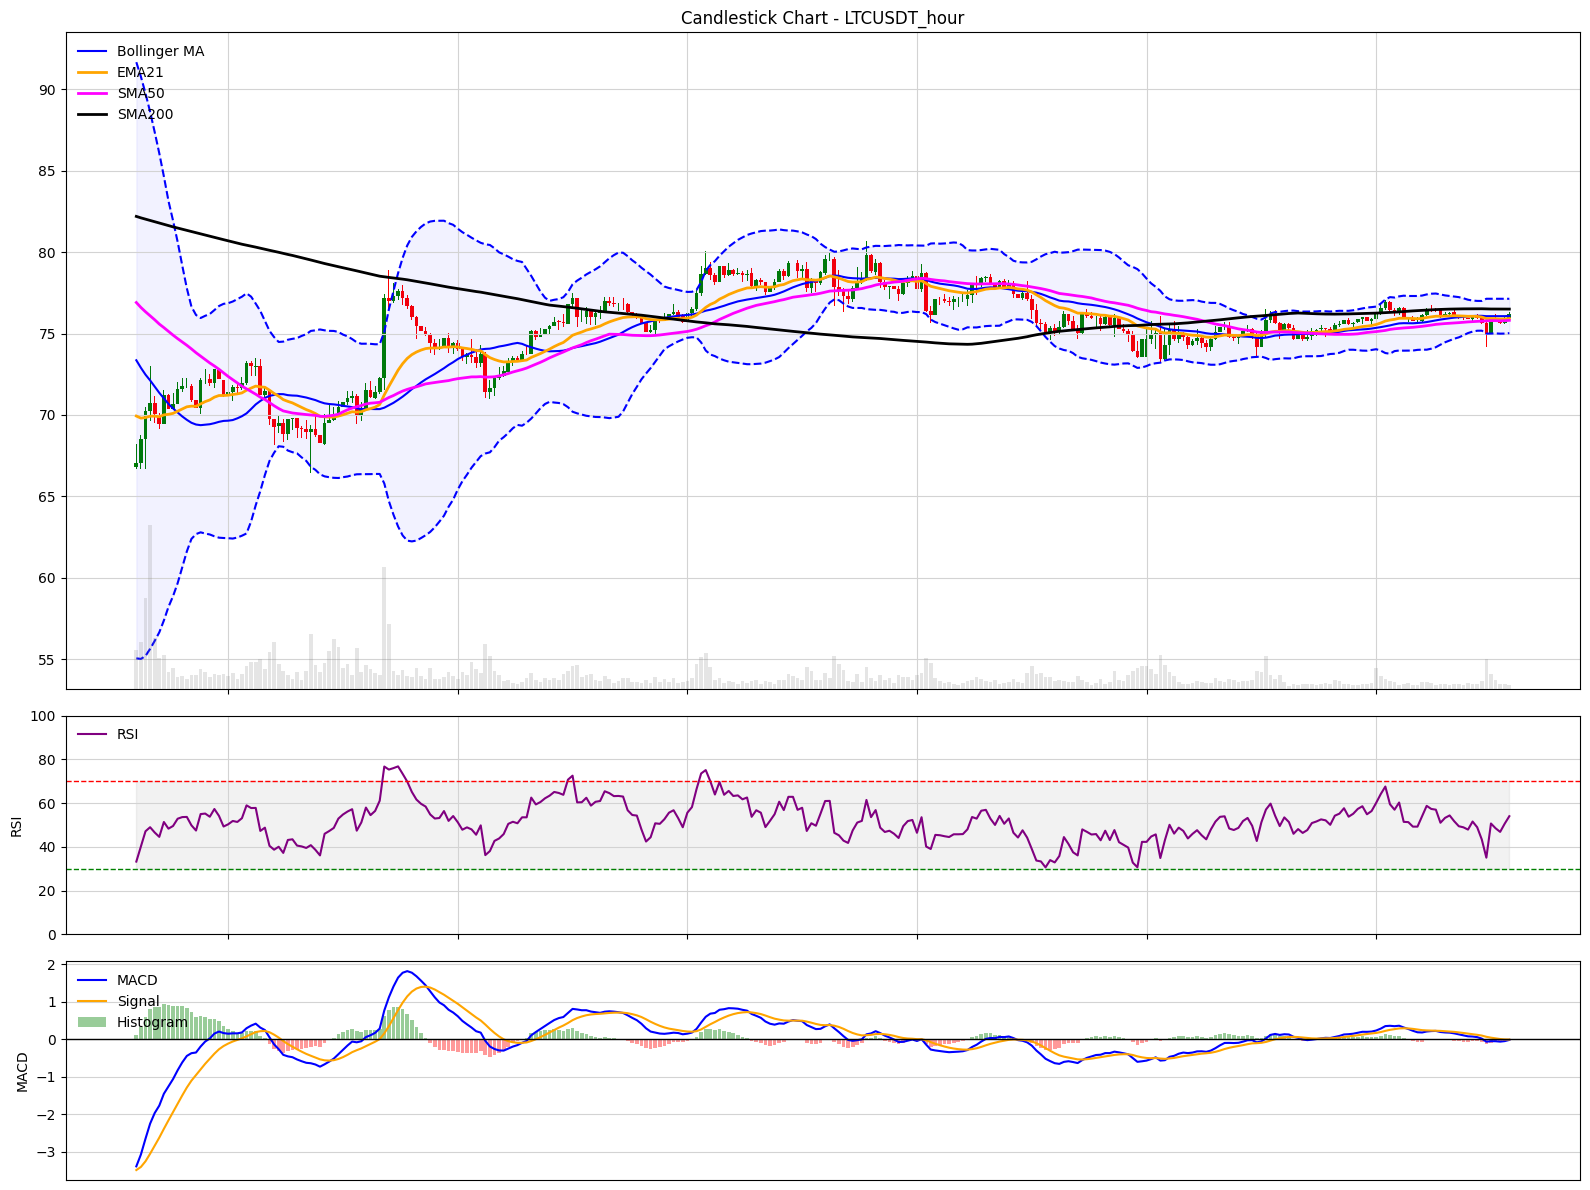 Candlestick Chart - LTCUSDT_hour
Bollinger MA
EMA21
SMA50
SMA200
90
85
80
75
70
65
60
55
RSI
100
80
60
40
20
0
RSI
MACD
Signal
Histogram
2
1
0
−1
−2
−3
MACD